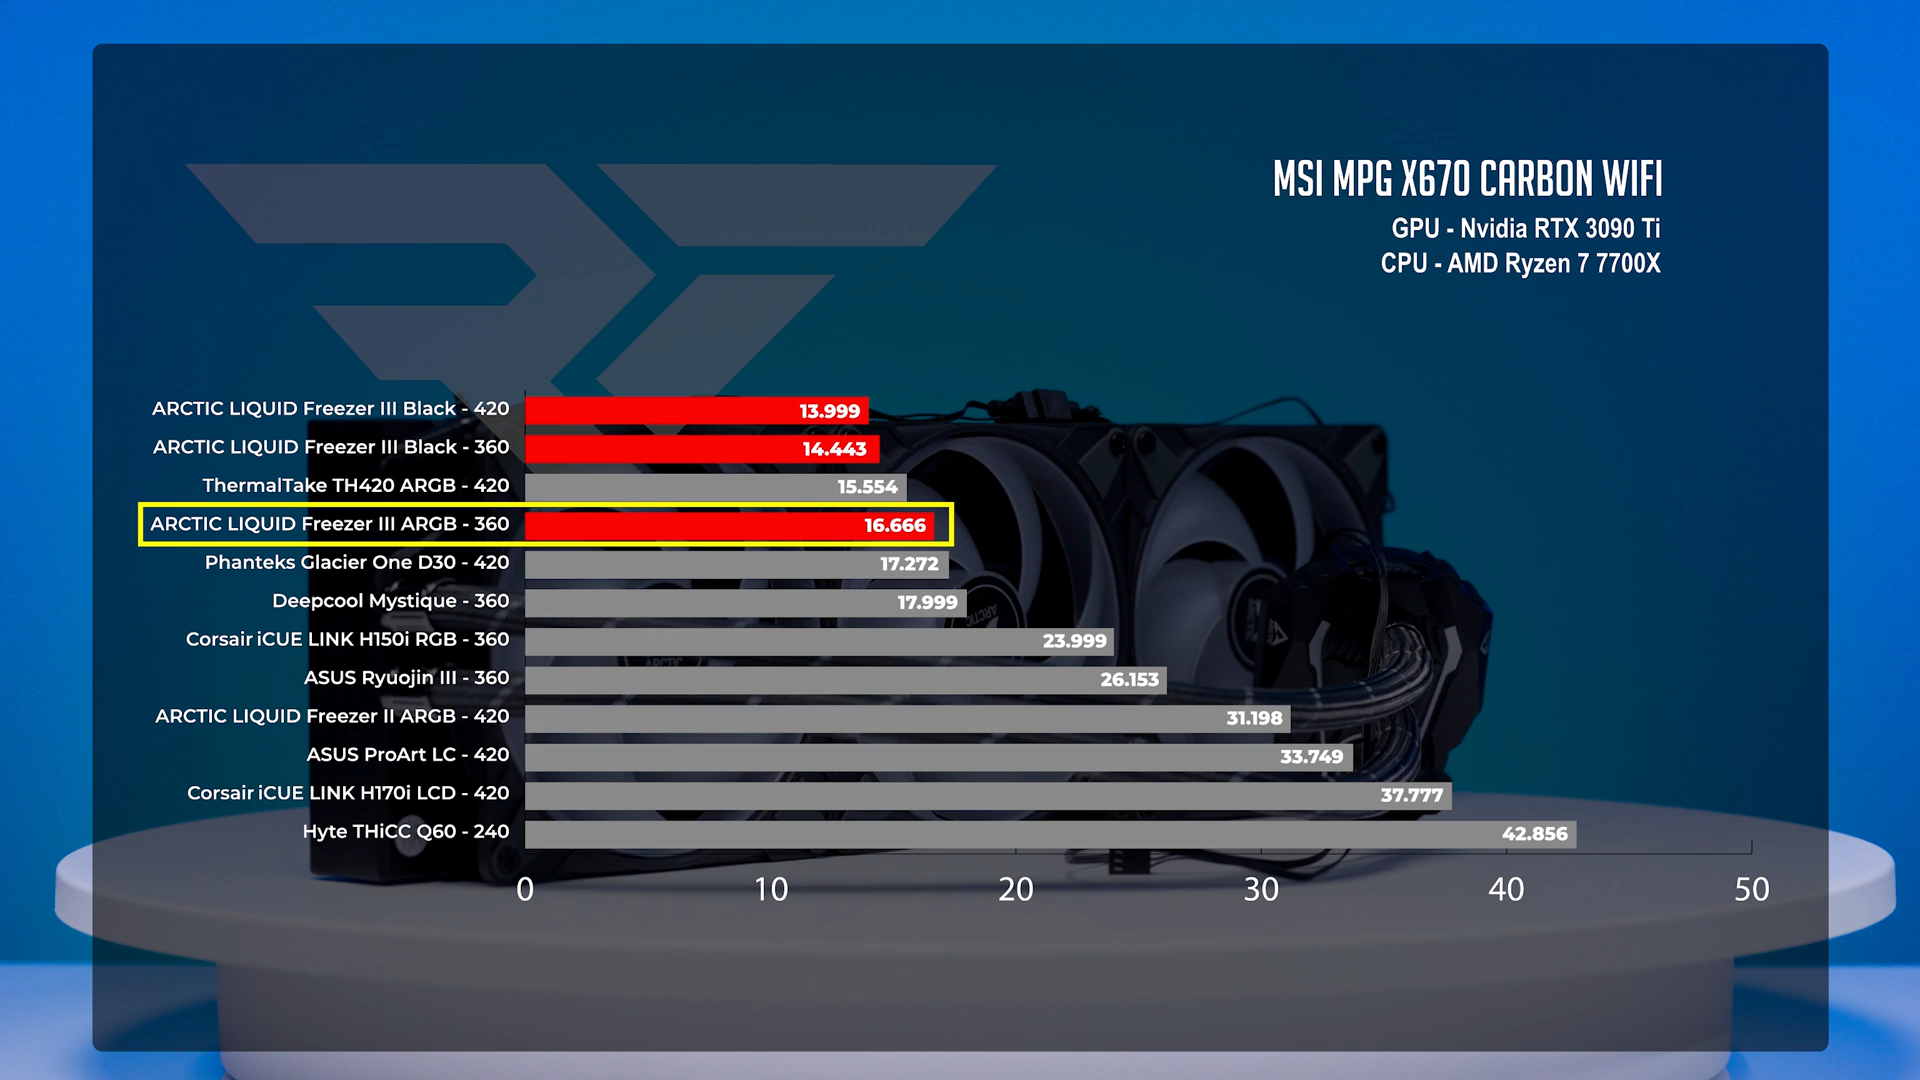 MSI MPG X670 CARBON WIFI
GPU - Nvidia RTX 3090 Ti
CPU - AMD Ryzen 7 7700X
ARCTIC LIQUID Freezer III Black - 420 13.999
ARCTIC LIQUID Freezer III Black - 360 14.443
ThermalTake TH420 ARGB - 420 15.554
ARCTIC LIQUID Freezer III ARGB - 360 16.666
Phanteks Glacier One D30 - 420 17.272
Deepcool Mystique - 360 17.999
Corsair iCUE LINK H150i RGB - 360 23.999
ASUS Ryuojin III - 360 26.153
ARCTIC LIQUID Freezer II ARGB - 420 31.198
ASUS ProArt LC - 420 33.749
Corsair iCUE LINK H170i LCD - 420 37.777
Hyte THiCC Q60 - 240 42.856
0 10 20 30 40 50
ARCTIC
ARCTIC